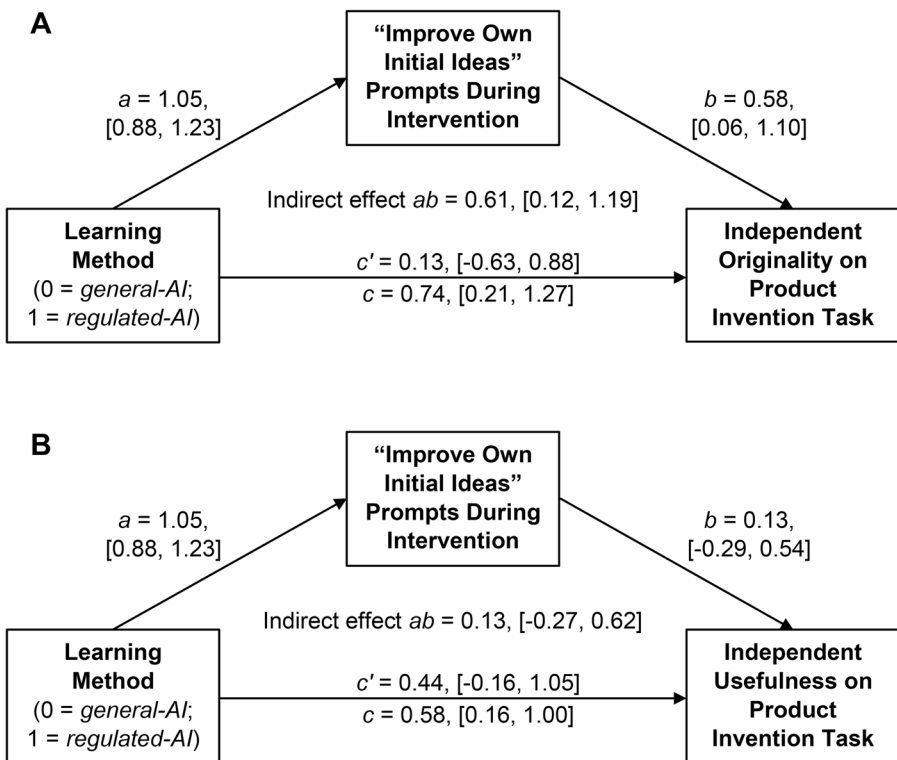 A
“Improve Own
Initial Ideas”
Prompts During
Intervention
a = 1.05,
[0.88, 1.23]
b = 0.58,
[0.06, 1.10]
Indirect effect ab = 0.61, [0.12, 1.19]
Learning
Method
(0 = general-AI;
1 = regulated-AI)
c' = 0.13, [-0.63, 0.88]
c = 0.74, [0.21, 1.27]
Independent
Originality on
Product
Invention Task
B
“Improve Own
Initial Ideas”
Prompts During
Intervention
a = 1.05,
[0.88, 1.23]
b = 0.13,
[-0.29, 0.54]
Indirect effect ab = 0.13, [-0.27, 0.62]
Learning
Method
(0 = general-AI;
1 = regulated-AI)
c' = 0.44, [-0.16, 1.05]
c = 0.58, [0.16, 1.00]
Independent
Usefulness on
Product
Invention Task